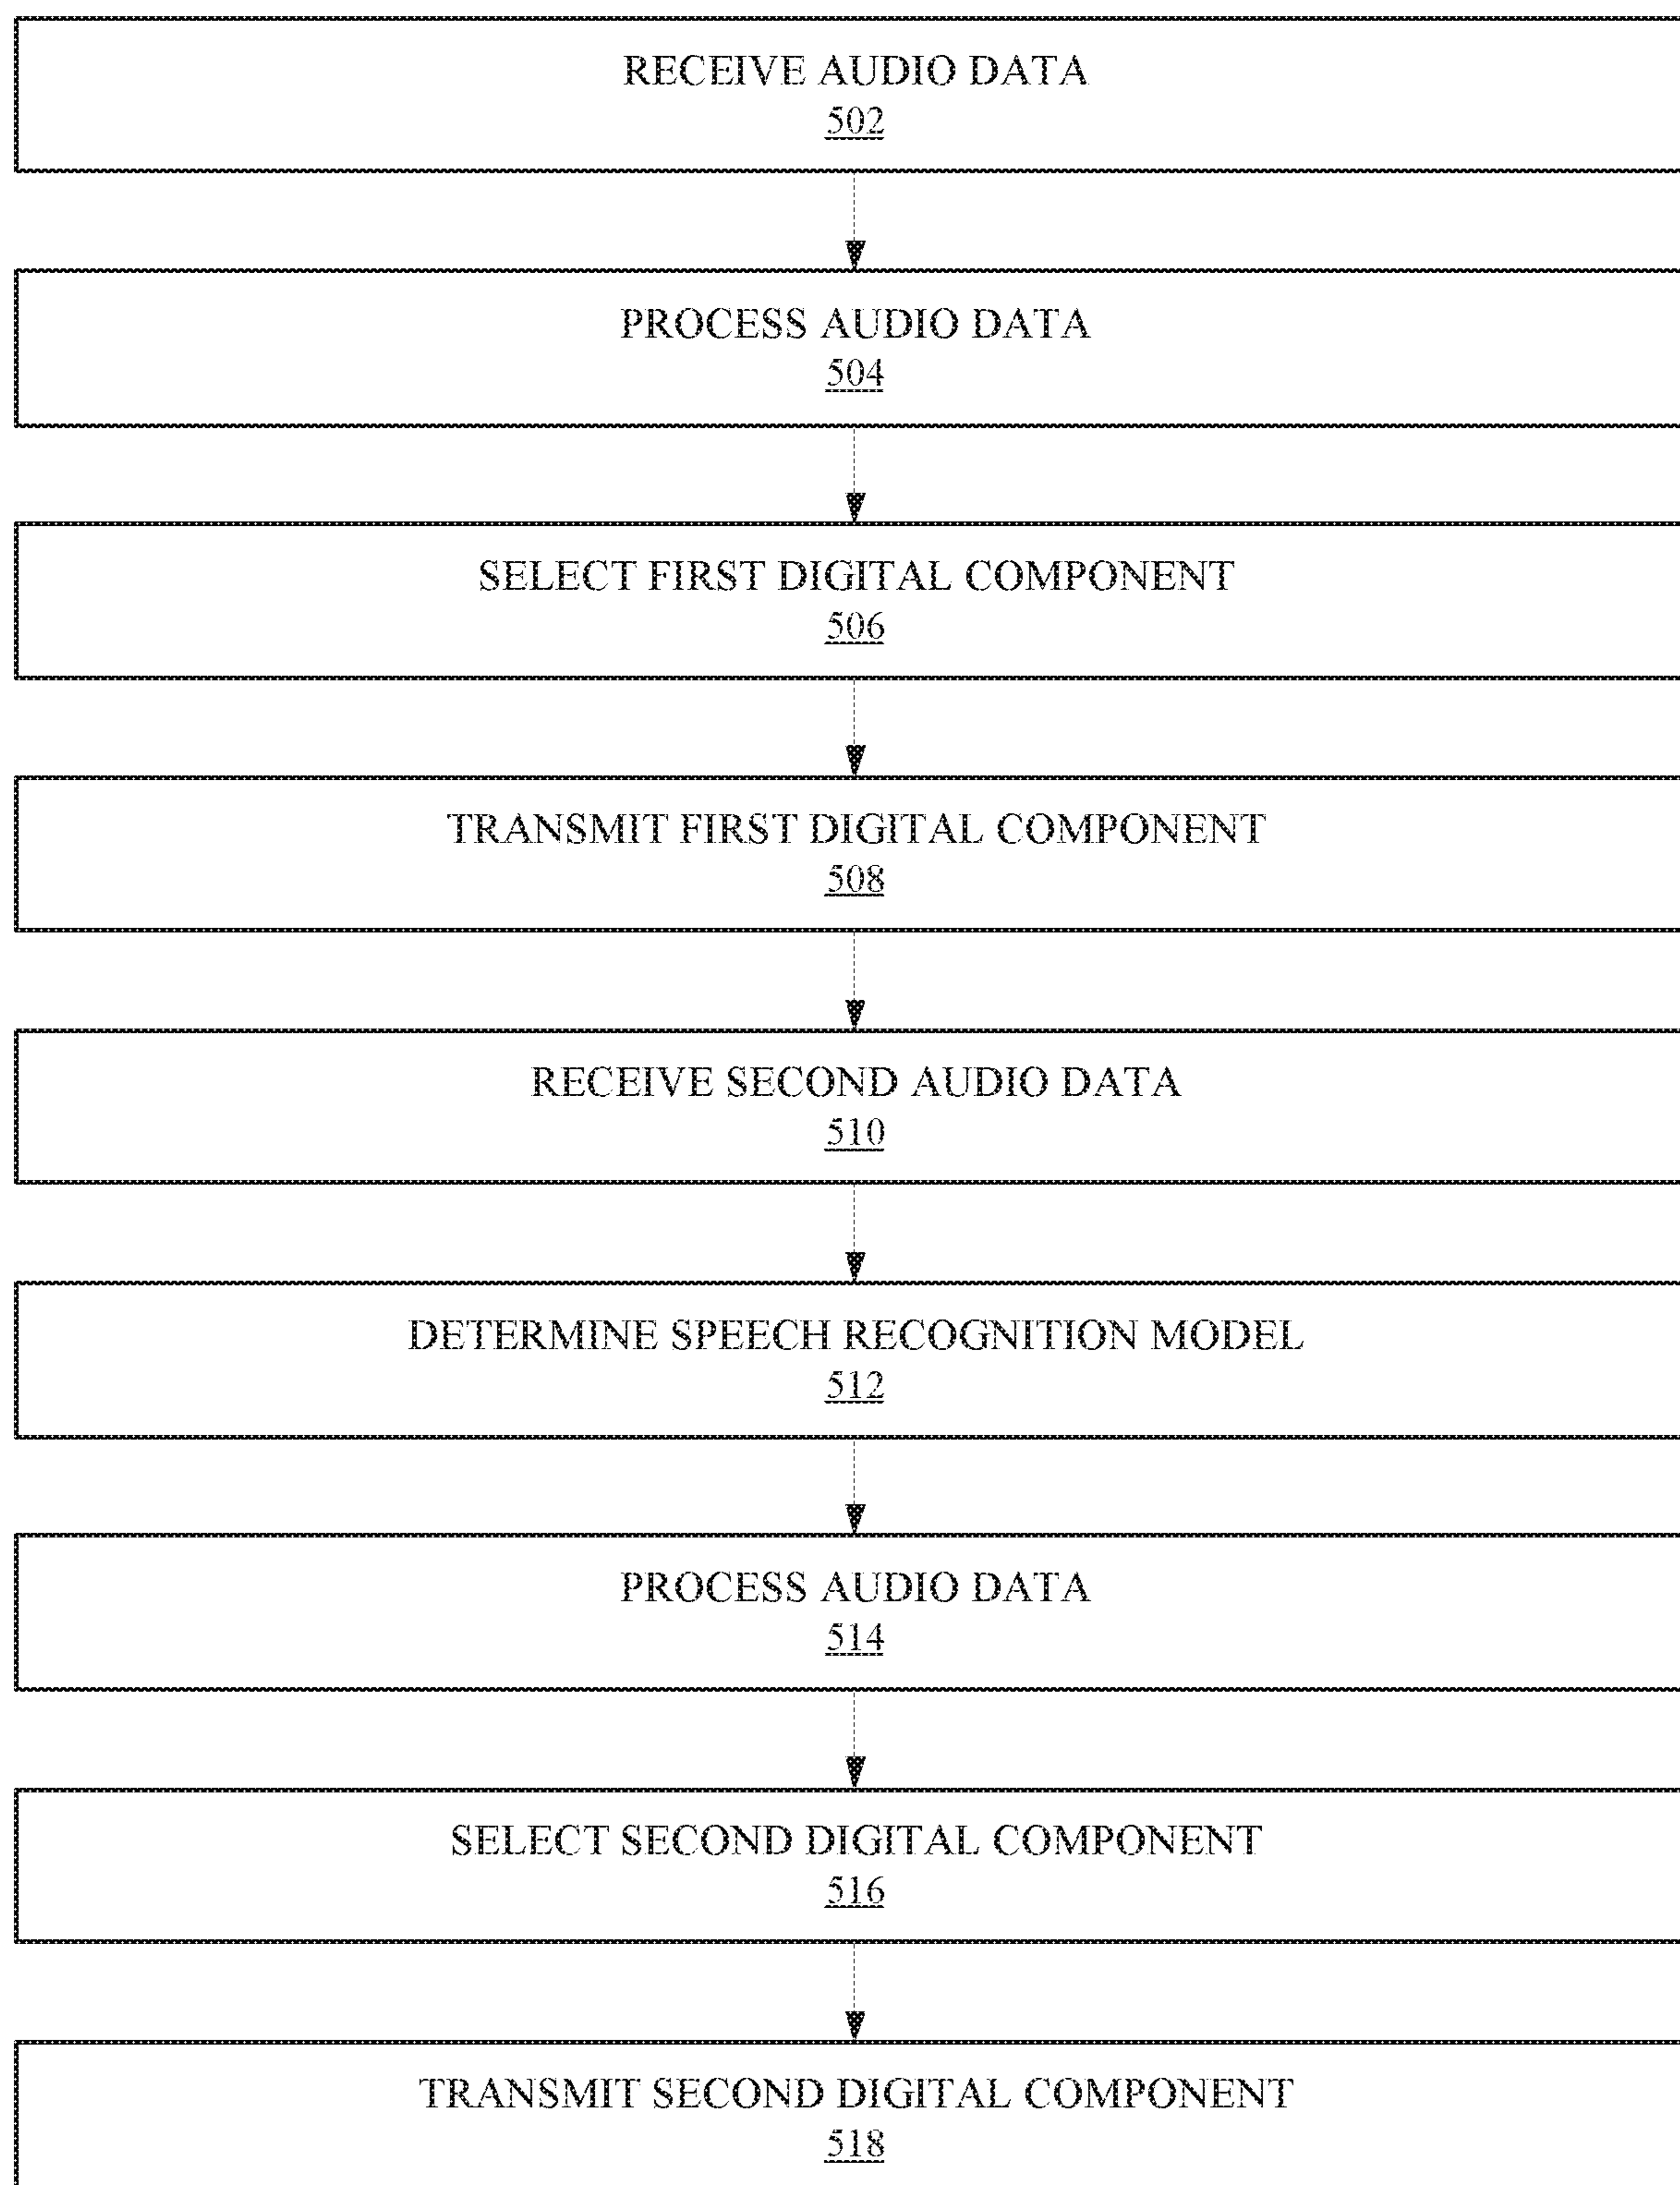 RECEIVE AUDIO DATA
502
PROCESS AUDIO DATA
504
SELECT FIRST DIGITAL COMPONENT
506
TRANSMIT FIRST DIGITAL COMPONENT
508
RECEIVE SECOND AUDIO DATA
510
DETERMINE SPEECH RECOGNITION MODEL
512
PROCESS AUDIO DATA
514
SELECT SECOND DIGITAL COMPONENT
516
TRANSMIT SECOND DIGITAL COMPONENT
518